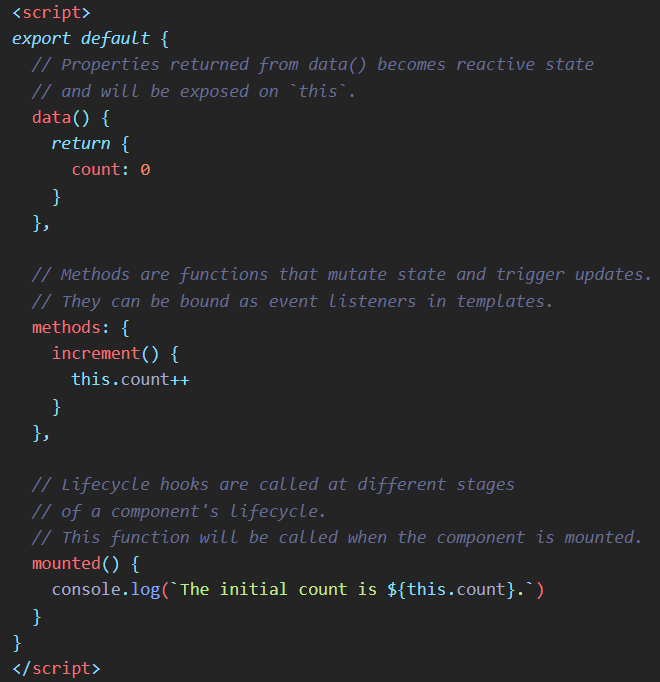 <script>
export default {
  // Properties returned from data() becomes reactive state
  // and will be exposed on `this`.
  data() {
    return {
      count: 0
    }
  },

  // Methods are functions that mutate state and trigger updates.
  // They can be bound as event listeners in templates.
  methods: {
    increment() {
      this.count++
    }
  },

  // Lifecycle hooks are called at different stages
  // of a component's lifecycle.
  // This function will be called when the component is mounted.
  mounted() {
    console.log(`The initial count is ${this.count}.`)
  }
}
</script>